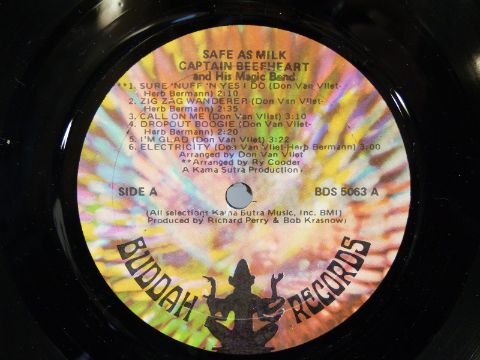 SAFE AS MILK
CAPTAIN BEEFHEART
and His Magic Band
**1. SURE 'NUFF 'N YES I DO (Don Van Vliet-
Herb Bermann) 2:10
2. ZIG ZAG WANDERER (Don Van Vliet-
Herb Bermann) 2:35
3. CALL ON ME (Don Van Vliet) 3:10
4. DROPOUT BOOGIE (Don Van Vliet-
Herb Bermann) 2:20
5. I'M GLAD (Don Van Vliet) 3:22
6. ELECTRICITY (Don Van Vliet-Herb Bermann) 3:00
Arranged by Don Van Vliet
**Arranged by Ry Cooder
A Kama Sutra Production
SIDE A
BDS 5063 A
(All selections Kama Sutra Music, Inc. BMI)
Produced by Richard Perry & Bob Krasnow
BUDDAH RECORDS